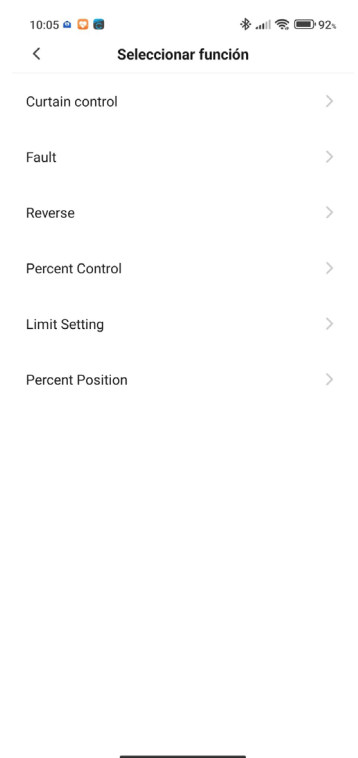 10:05 92%
Seleccionar función
Curtain control
Fault
Reverse
Percent Control
Limit Setting
Percent Position